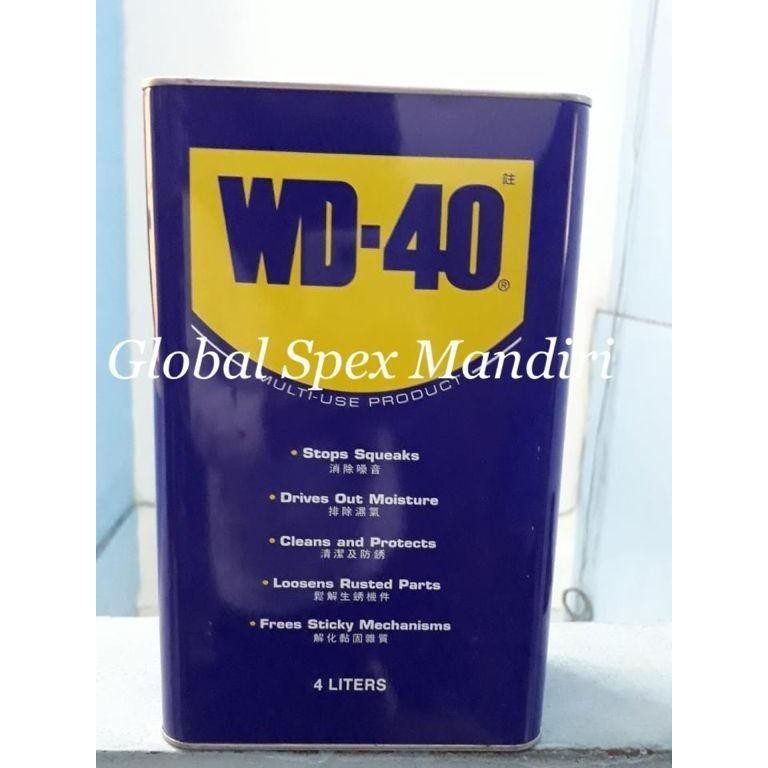 WD-40®
註
Global Spex Mandiri
MULTI-USE PRODUCT
• Stops Squeaks
消除噪音
• Drives Out Moisture
排除濕氣
• Cleans and Protects
清潔及防銹
• Loosens Rusted Parts
鬆解生銹機件
• Frees Sticky Mechanisms
解化黏固雜質
4 LITERS